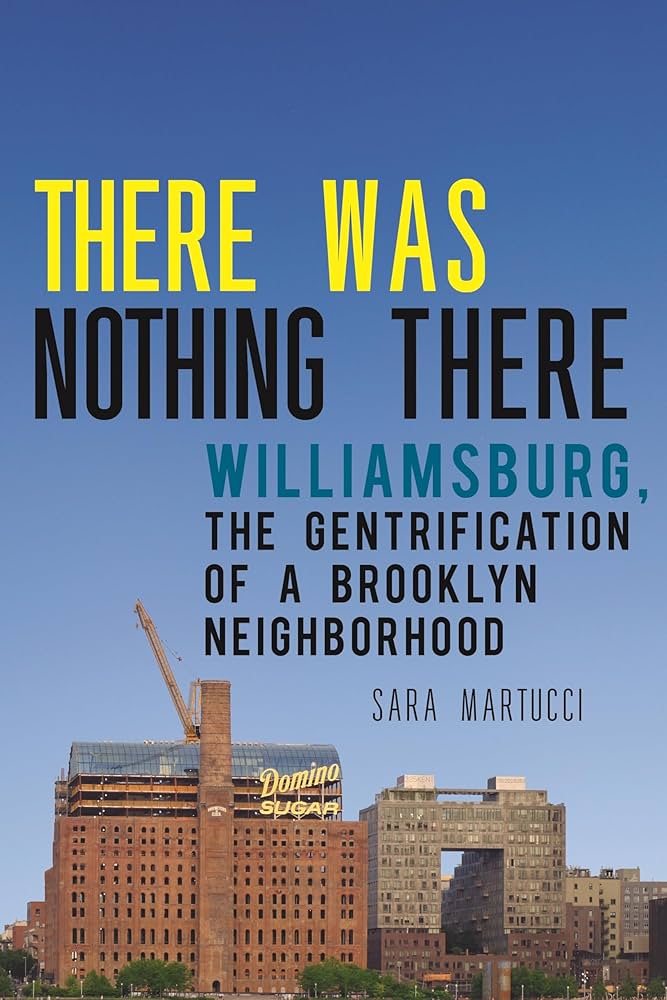 THERE WAS
NOTHING THERE
WILLIAMSBURG,
THE GENTRIFICATION
OF A BROOKLYN
NEIGHBORHOOD
SARA MARTUCCI
Domino
SUGAR